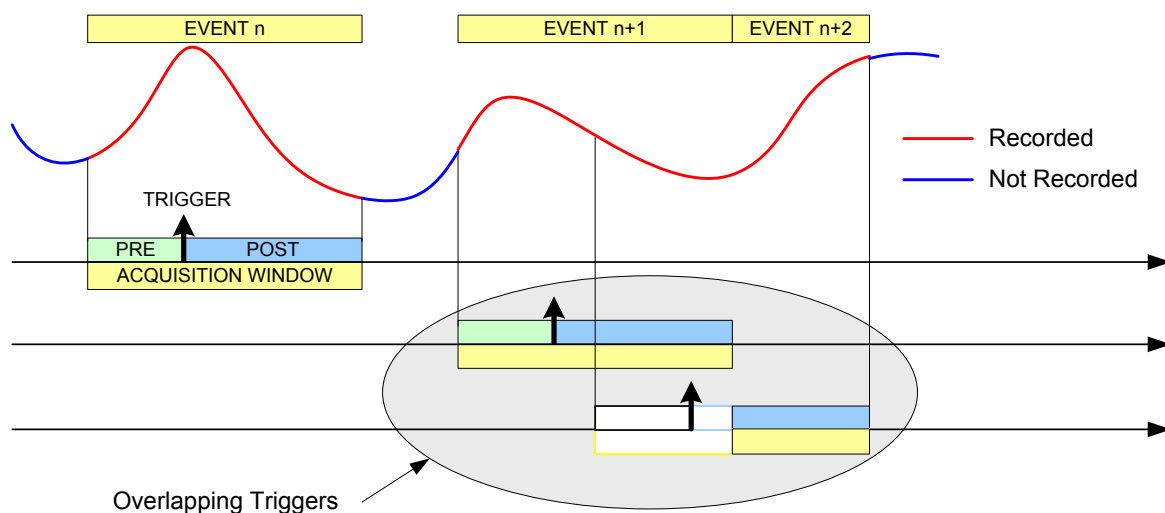 EVENT n
EVENT n+1
EVENT n+2
Recorded
Not Recorded
TRIGGER
PRE
POST
ACQUISITION WINDOW
Overlapping Triggers